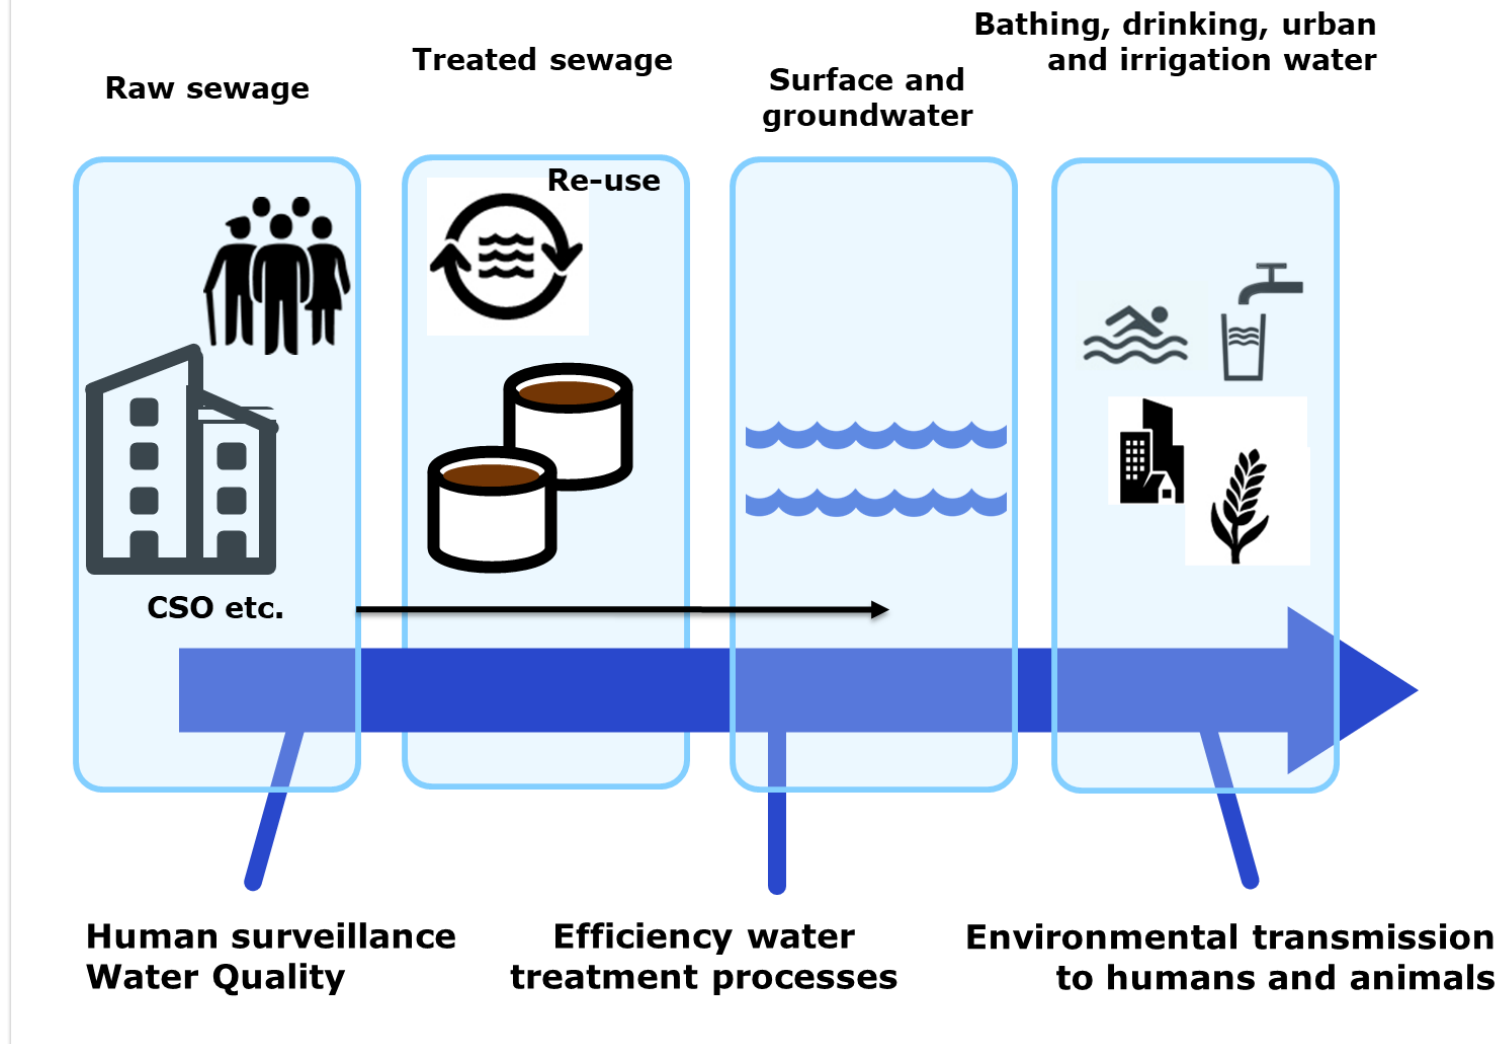 Raw sewage
Treated sewage
Surface and
groundwater
Bathing, drinking, urban
and irrigation water
Re-use
CSO etc.
Human surveillance
Water Quality
Efficiency water
treatment processes
Environmental transmission
to humans and animals